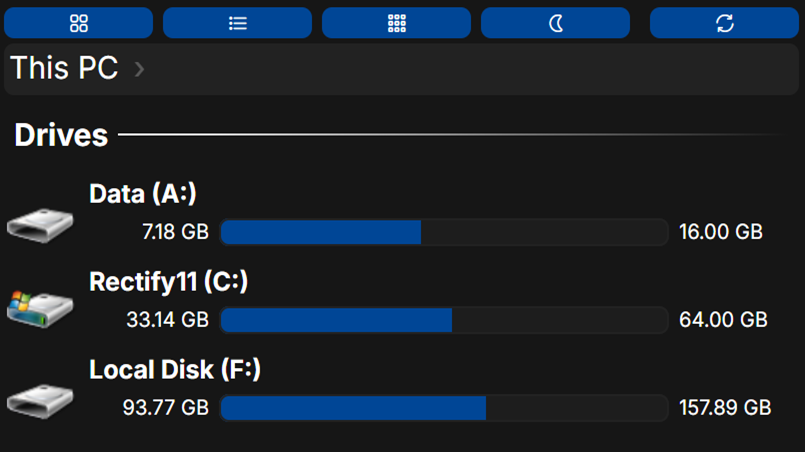 This PC
Drives
Data (A:)
7.18 GB 16.00 GB
Rectify11 (C:)
33.14 GB 64.00 GB
Local Disk (F:)
93.77 GB 157.89 GB